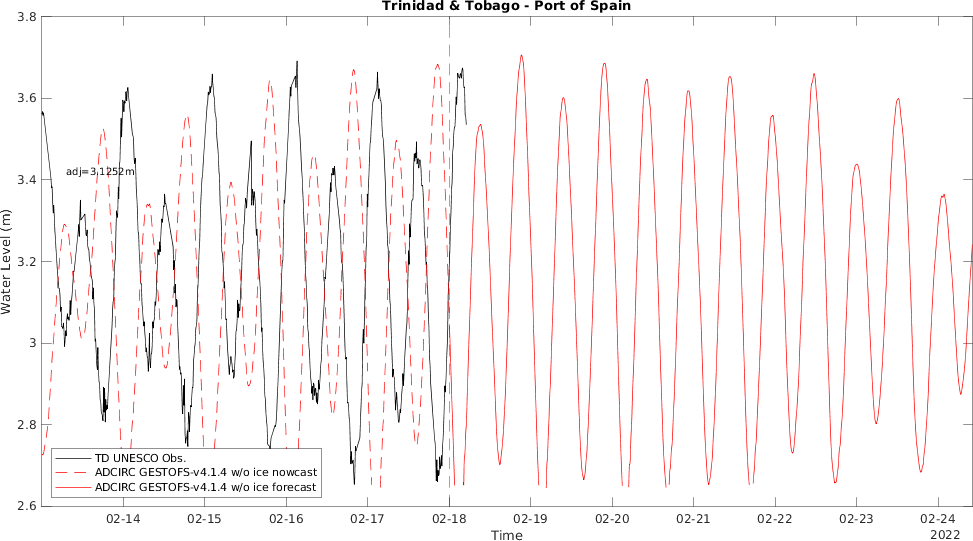 Trinidad & Tobago - Port of Spain
3.8
3.6
3.4
3.2
3
2.8
2.6
Water Level (m)
adj=3.1252m
TD UNESCO Obs.
ADCIRC GESTOFS-v4.1.4 w/o ice nowcast
ADCIRC GESTOFS-v4.1.4 w/o ice forecast
02-14 02-15 02-16 02-17 02-18 02-19 02-20 02-21 02-22 02-23 02-24
Time
2022